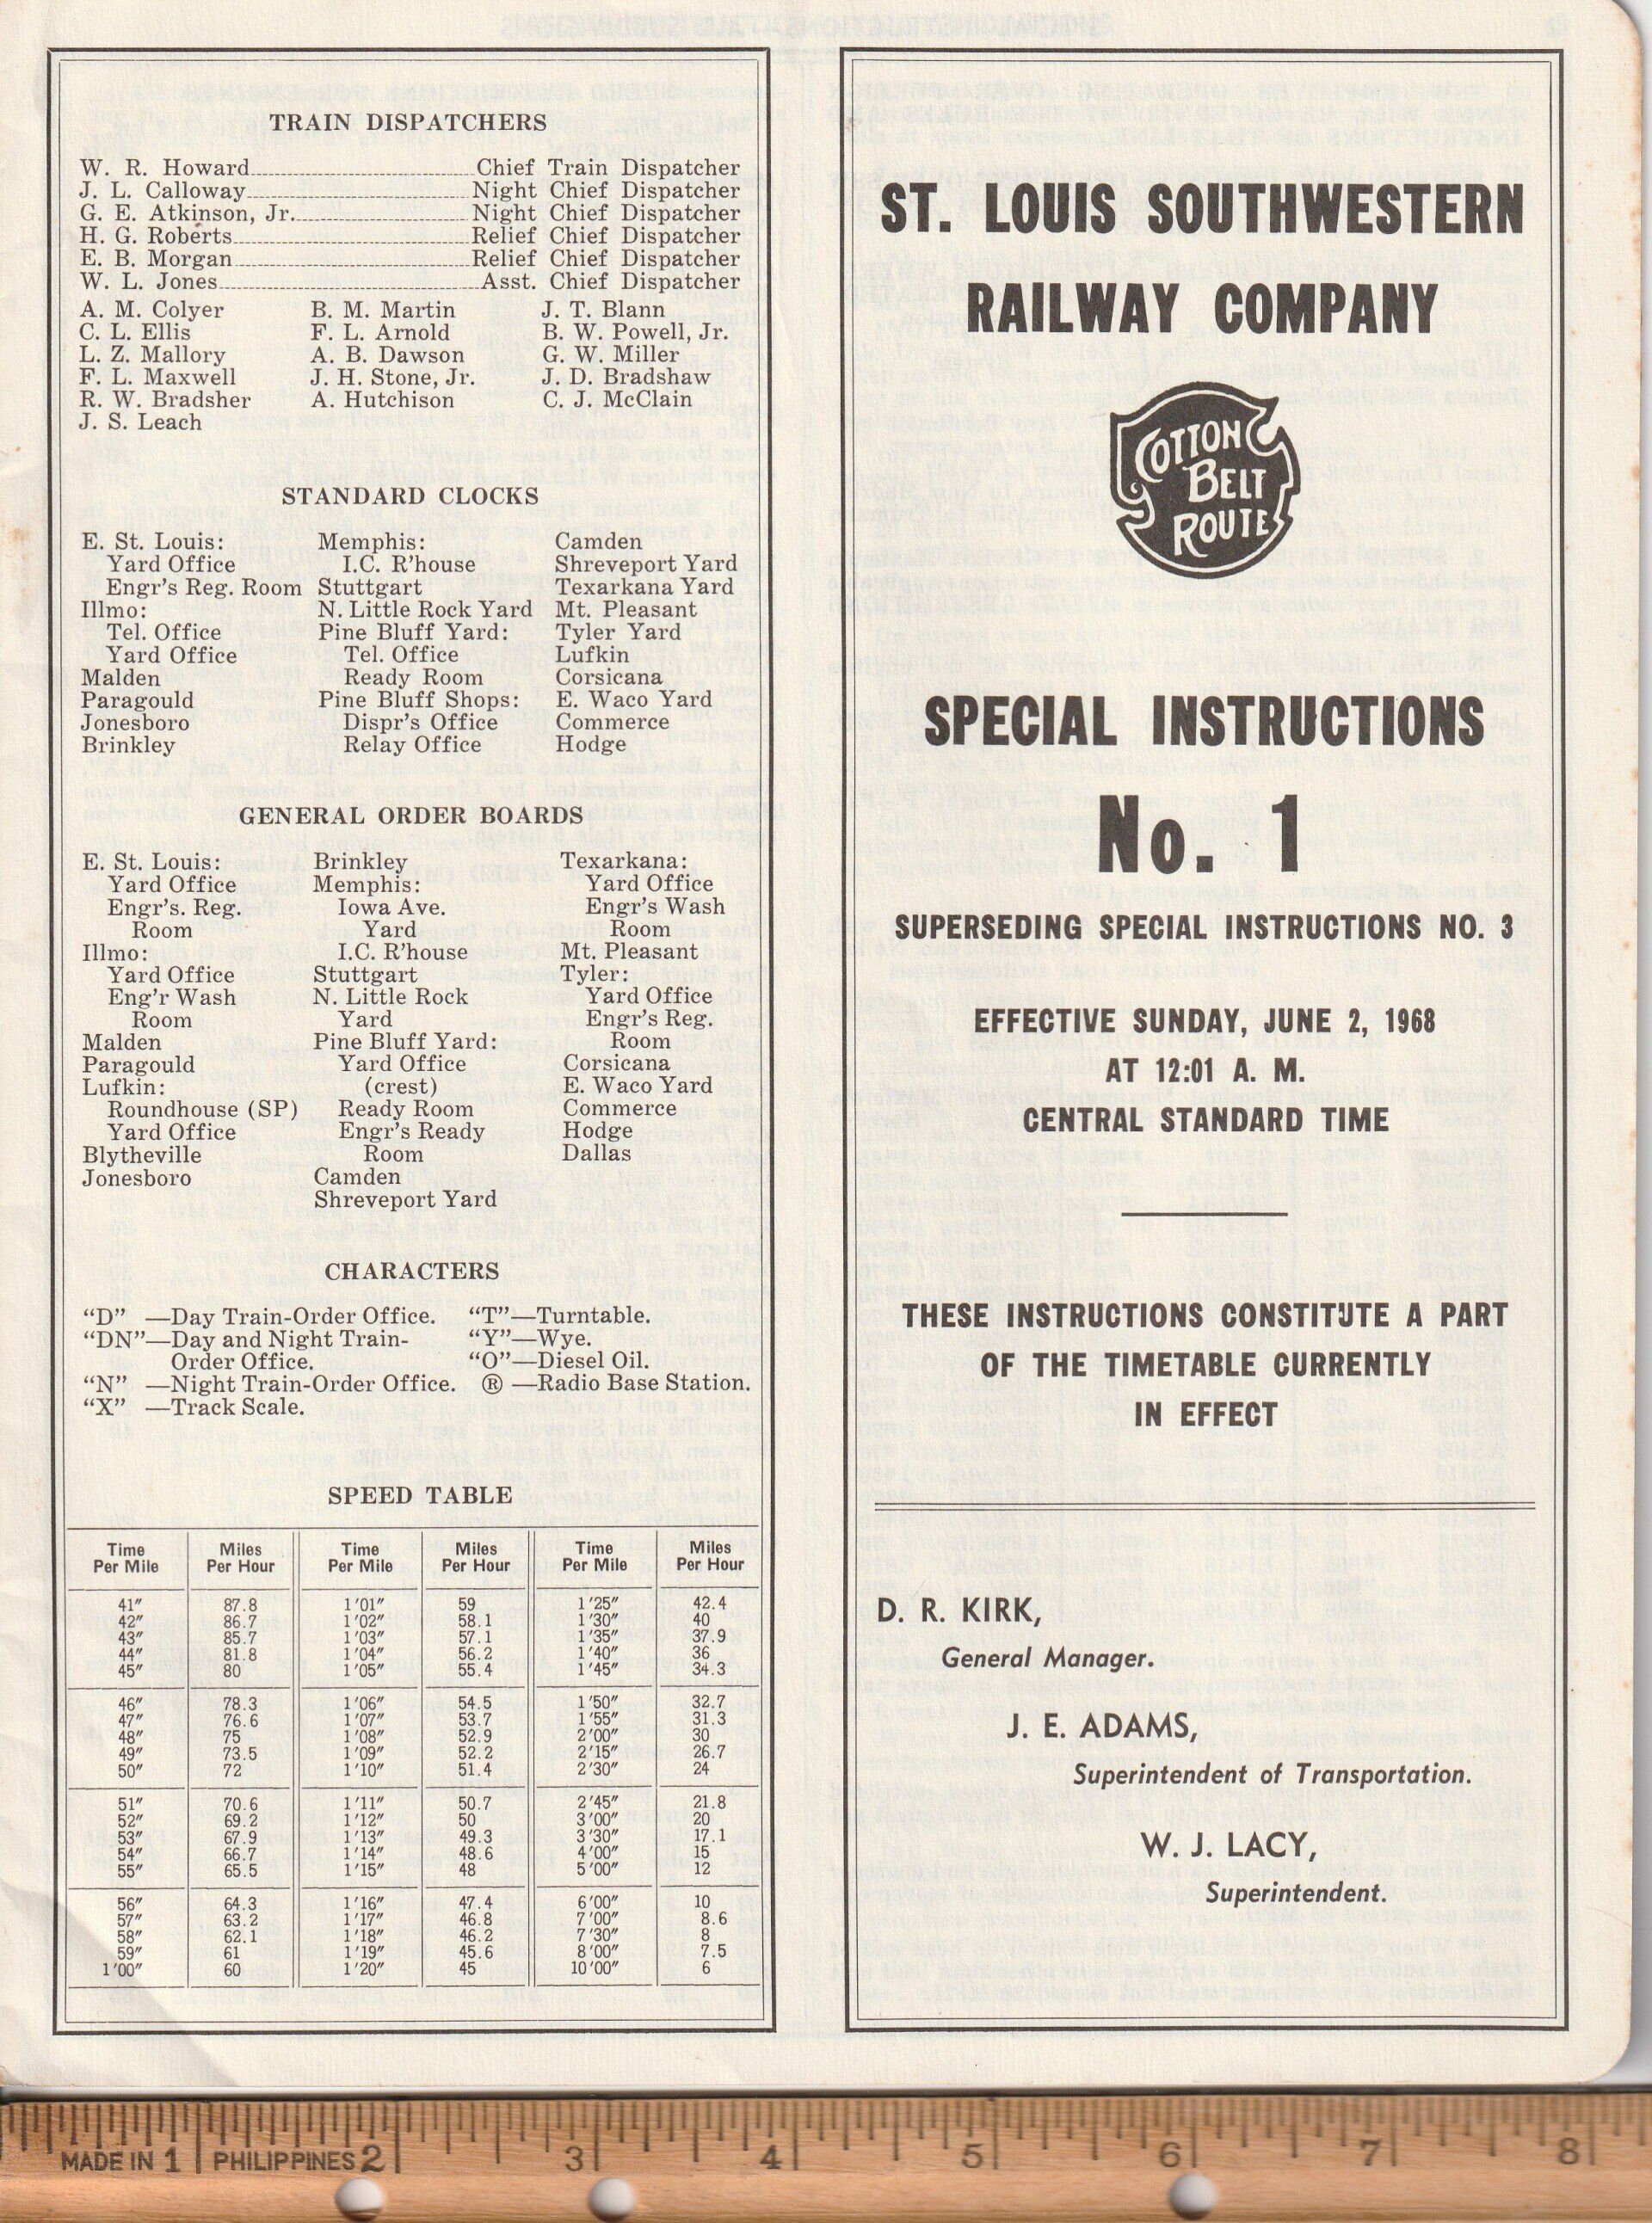 TRAIN DISPATCHERS
W. R. Howard Chief Train Dispatcher
J. L. Calloway Night Chief Dispatcher
G. E. Atkinson, Jr. Night Chief Dispatcher
H. G. Roberts Relief Chief Dispatcher
E. B. Morgan Relief Chief Dispatcher
W. L. Jones Asst. Chief Dispatcher
A. M. Colyer B. M. Martin J. T. Blann
C. L. Ellis F. L. Arnold B. W. Powell, Jr.
L. Z. Mallory A. B. Dawson G. W. Miller
F. L. Maxwell J. H. Stone, Jr. J. D. Bradshaw
R. W. Bradsher A. Hutchison C. J. McClain
J. S. Leach
STANDARD CLOCKS
E. St. Louis: Memphis: Camden
Yard Office I.C. R'house Shreveport Yard
Engr's Reg. Room Stuttgart Texarkana Yard
Illmo: N. Little Rock Yard Mt. Pleasant
Tel. Office Pine Bluff Yard: Tyler Yard
Yard Office Tel. Office Lufkin
Malden Ready Room Corsicana
Paragould Pine Bluff Shops: E. Waco Yard
Jonesboro Dispr's Office Commerce
Brinkley Relay Office Hodge
GENERAL ORDER BOARDS
E. St. Louis: Brinkley Texarkana:
Yard Office Memphis: Yard Office
Engr's. Reg. Iowa Ave. Engr's Wash
Room Yard Room
Illmo: I.C. R'house Mt. Pleasant
Yard Office Stuttgart Tyler:
Eng'r Wash N. Little Rock Yard Office
Room Yard Engr's Reg.
Malden Pine Bluff Yard: Room
Paragould Yard Office Corsicana
Lufkin: (crest) E. Waco Yard
Roundhouse (SP) Ready Room Commerce
Yard Office Engr's Ready Hodge
Blytheville Room Dallas
Jonesboro Camden
Shreveport Yard
CHARACTERS
"D" —Day Train-Order Office. "T"—Turntable.
"DN"—Day and Night Train- "Y"—Wye.
Order Office. "O"—Diesel Oil.
"N" —Night Train-Order Office. ® —Radio Base Station.
"X" —Track Scale.
SPEED TABLE
Time Miles Time Miles Time Miles
Per Mile Per Hour Per Mile Per Hour Per Mile Per Hour
41" 87.8 1'01" 59 1'25" 42.4
42" 86.7 1'02" 58.1 1'30" 40
43" 85.7 1'03" 57.1 1'35" 37.9
44" 81.8 1'04" 56.2 1'40" 36
45" 80 1'05" 55.4 1'45" 34.3
46" 78.3 1'06" 54.5 1'50" 32.7
47" 76.6 1'07" 53.7 1'55" 31.3
48" 75 1'08" 52.9 2'00" 30
49" 73.5 1'09" 52.2 2'15" 26.7
50" 72 1'10" 51.4 2'30" 24
51" 70.6 1'11" 50.7 2'45" 21.8
52" 69.2 1'12" 50 3'00" 20
53" 67.9 1'13" 49.3 3'30" 17.1
54" 66.7 1'14" 48.6 4'00" 15
55" 65.5 1'15" 48 5'00" 12
56" 64.3 1'16" 47.4 6'00" 10
57" 63.2 1'17" 46.8 7'00" 8.6
58" 62.1 1'18" 46.2 7'30" 8
59" 61 1'19" 45.6 8'00" 7.5
1'00" 60 1'20" 45 10'00" 6
ST. LOUIS SOUTHWESTERN
RAILWAY COMPANY
COTTON
BELT
ROUTE
SPECIAL INSTRUCTIONS
No. 1
SUPERSEDING SPECIAL INSTRUCTIONS NO. 3
EFFECTIVE SUNDAY, JUNE 2, 1968
AT 12:01 A. M.
CENTRAL STANDARD TIME
THESE INSTRUCTIONS CONSTITUTE A PART
OF THE TIMETABLE CURRENTLY
IN EFFECT
D. R. KIRK,
General Manager.
J. E. ADAMS,
Superintendent of Transportation.
W. J. LACY,
Superintendent.
MADE IN 1 PHILIPPINES 2 3 4 5 6 7 8